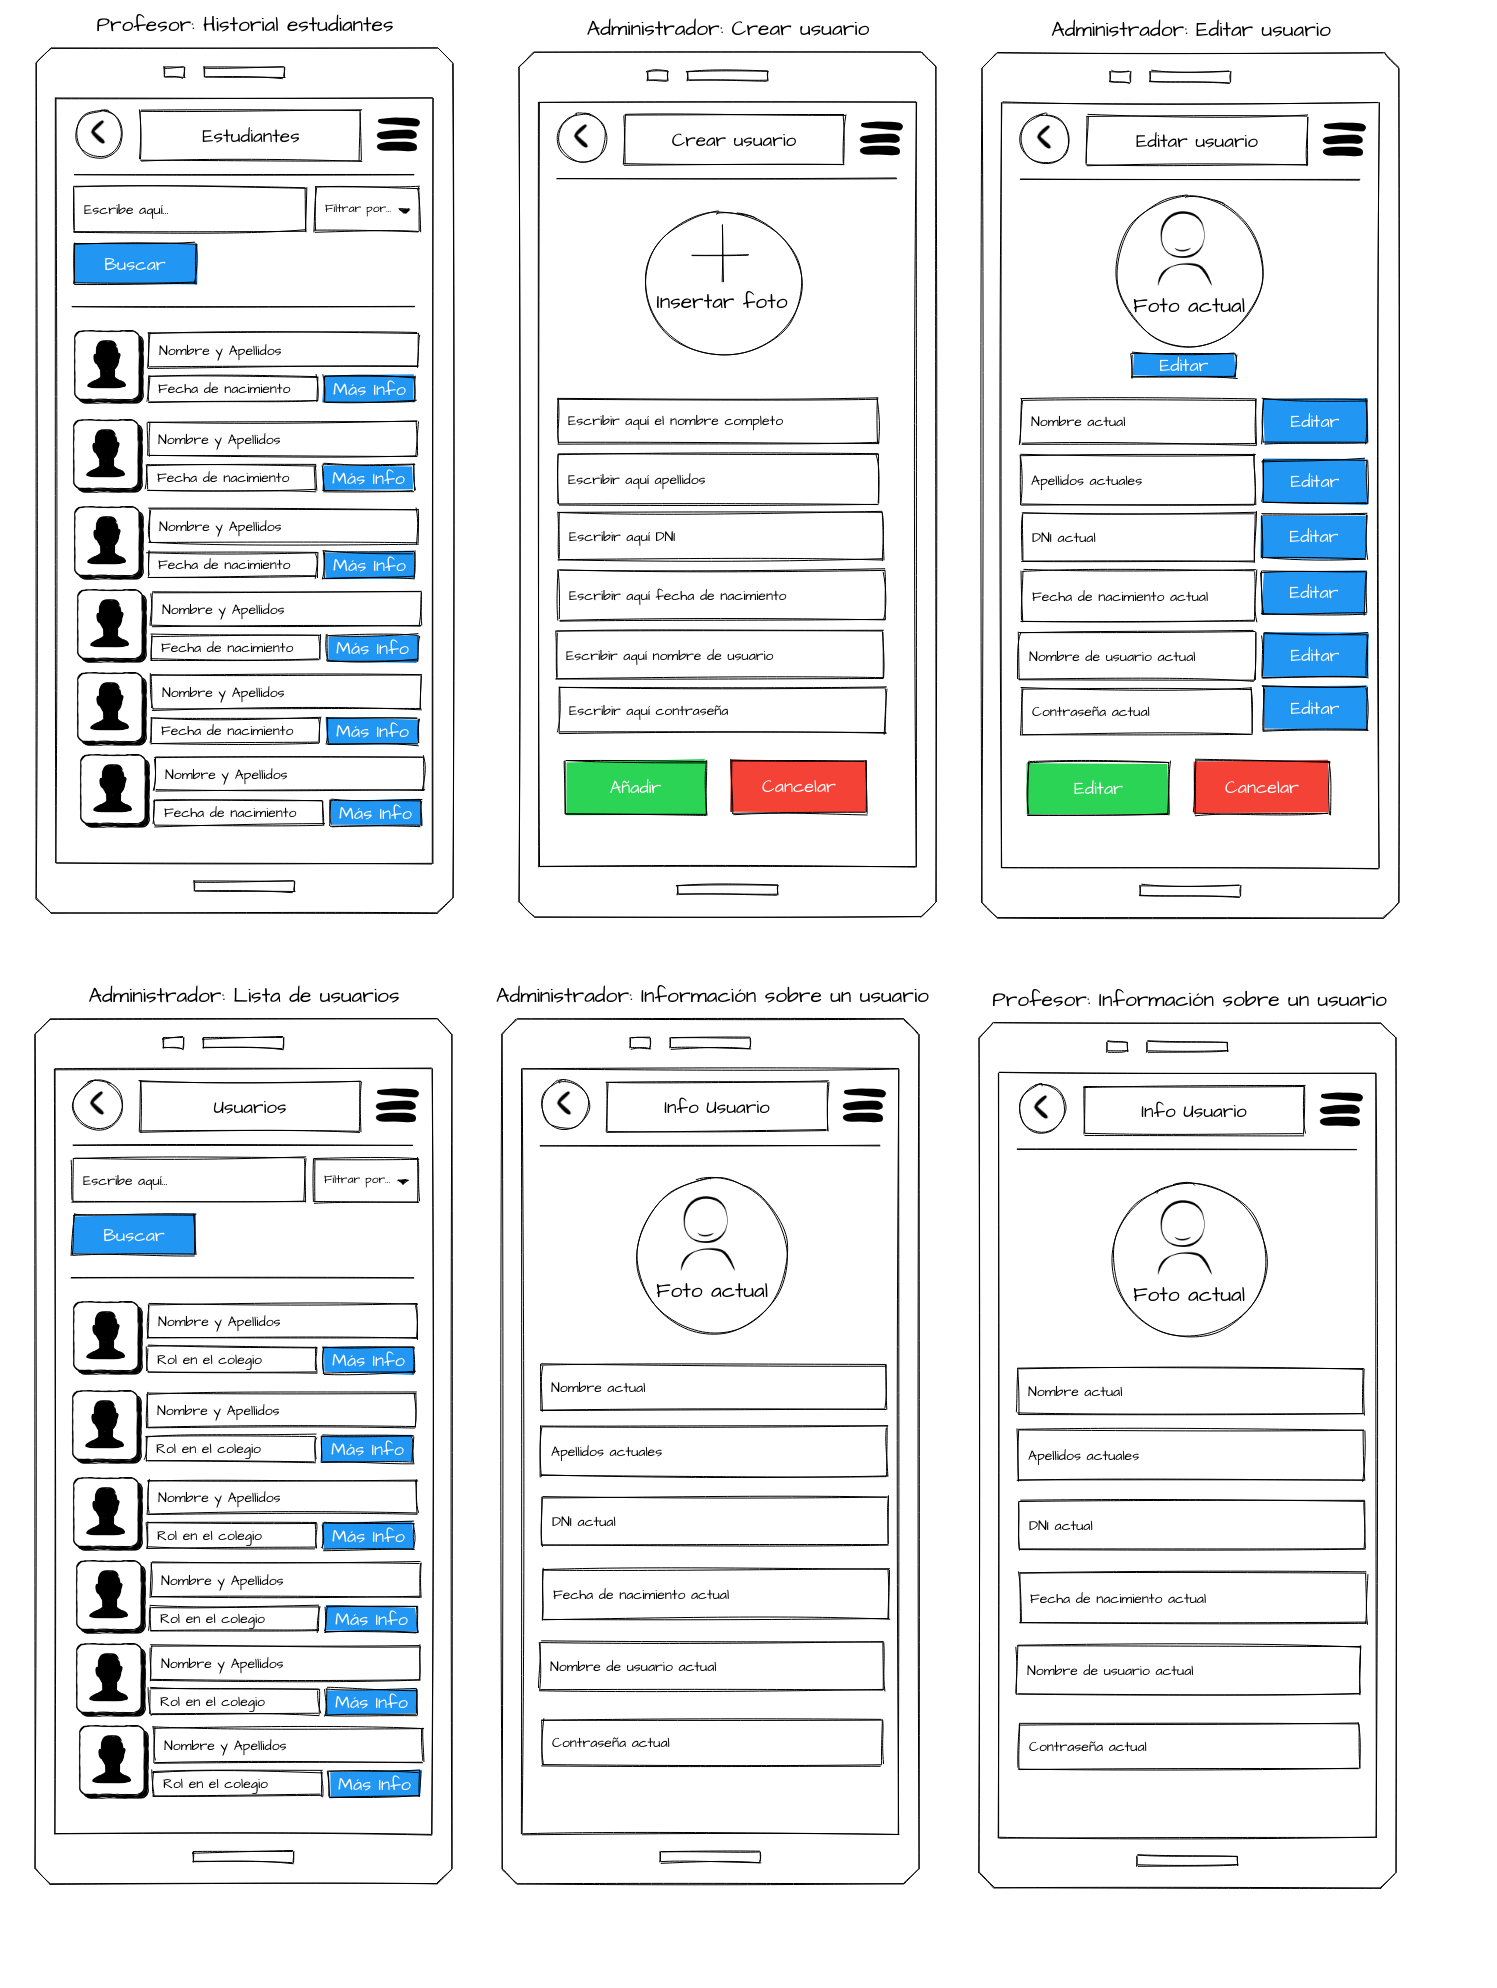 Profesor: Historial estudiantes
Estudiantes
Escribe aquí...
Filtrar por...
Buscar
Nombre y Apellidos
Fecha de nacimiento
Más Info
Nombre y Apellidos
Fecha de nacimiento
Más Info
Nombre y Apellidos
Fecha de nacimiento
Más Info
Nombre y Apellidos
Fecha de nacimiento
Más Info
Nombre y Apellidos
Fecha de nacimiento
Más Info
Nombre y Apellidos
Fecha de nacimiento
Más Info
Administrador: Crear usuario
Crear usuario
Insertar foto
Escribir aquí el nombre completo
Escribir aquí apellidos
Escribir aquí DNI
Escribir aquí fecha de nacimiento
Escribir aquí nombre de usuario
Escribir aquí contraseña
Añadir
Cancelar
Administrador: Editar usuario
Editar usuario
Foto actual
Editar
Nombre actual
Editar
Apellidos actuales
Editar
DNI actual
Editar
Fecha de nacimiento actual
Editar
Nombre de usuario actual
Editar
Contraseña actual
Editar
Editar
Cancelar
Administrador: Lista de usuarios
Usuarios
Escribe aquí...
Filtrar por...
Buscar
Nombre y Apellidos
Rol en el colegio
Más Info
Nombre y Apellidos
Rol en el colegio
Más Info
Nombre y Apellidos
Rol en el colegio
Más Info
Nombre y Apellidos
Rol en el colegio
Más Info
Nombre y Apellidos
Rol en el colegio
Más Info
Nombre y Apellidos
Rol en el colegio
Más Info
Administrador: Información sobre un usuario
Info Usuario
Foto actual
Nombre actual
Apellidos actuales
DNI actual
Fecha de nacimiento actual
Nombre de usuario actual
Contraseña actual
Profesor: Información sobre un usuario
Info Usuario
Foto actual
Nombre actual
Apellidos actuales
DNI actual
Fecha de nacimiento actual
Nombre de usuario actual
Contraseña actual